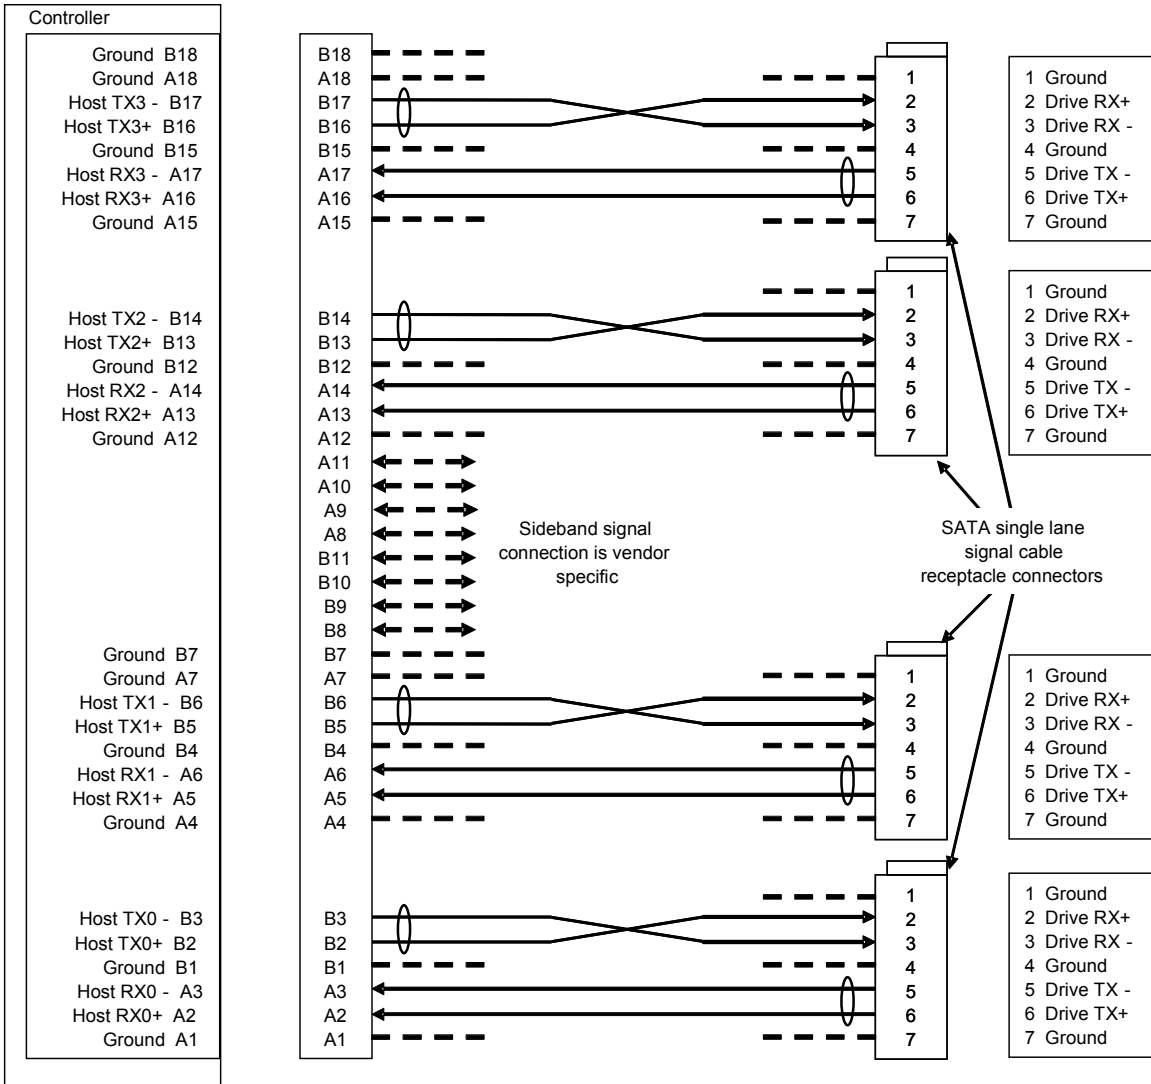 Controller
Ground B18
Ground A18
Host TX3 - B17
Host TX3+ B16
Ground B15
Host RX3 - A17
Host RX3+ A16
Ground A15
Host TX2 - B14
Host TX2+ B13
Ground B12
Host RX2 - A14
Host RX2+ A13
Ground A12
Ground B7
Ground A7
Host TX1 - B6
Host TX1+ B5
Ground B4
Host RX1 - A6
Host RX1+ A5
Ground A4
Host TX0 - B3
Host TX0+ B2
Ground B1
Host RX0 - A3
Host RX0+ A2
Ground A1
B18
A18
B17
B16
B15
A17
A16
A15
B14
B13
B12
A14
A13
A12
A11
A10
A9
A8
B11
B10
B9
B8
B7
A7
B6
B5
B4
A6
A5
A4
B3
B2
B1
A3
A2
A1
Sideband signal
connection is vendor
specific
1
2
3
4
5
6
7
1
2
3
4
5
6
7
SATA single lane
signal cable
receptacle connectors
1
2
3
4
5
6
7
1
2
3
4
5
6
7
1 Ground
2 Drive RX+
3 Drive RX -
4 Ground
5 Drive TX -
6 Drive TX+
7 Ground
1 Ground
2 Drive RX+
3 Drive RX -
4 Ground
5 Drive TX -
6 Drive TX+
7 Ground
1 Ground
2 Drive RX+
3 Drive RX -
4 Ground
5 Drive TX -
6 Drive TX+
7 Ground
1 Ground
2 Drive RX+
3 Drive RX -
4 Ground
5 Drive TX -
6 Drive TX+
7 Ground